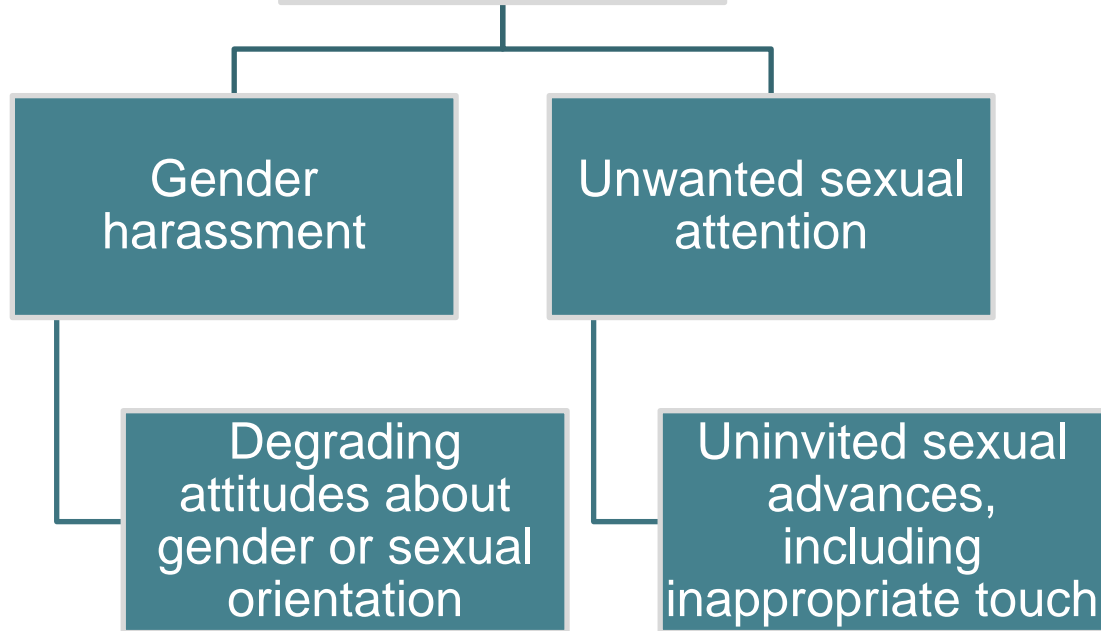 Gender
harassment
Unwanted sexual
attention
Degrading
attitudes about
gender or sexual
orientation
Uninvited sexual
advances,
including
inappropriate touch